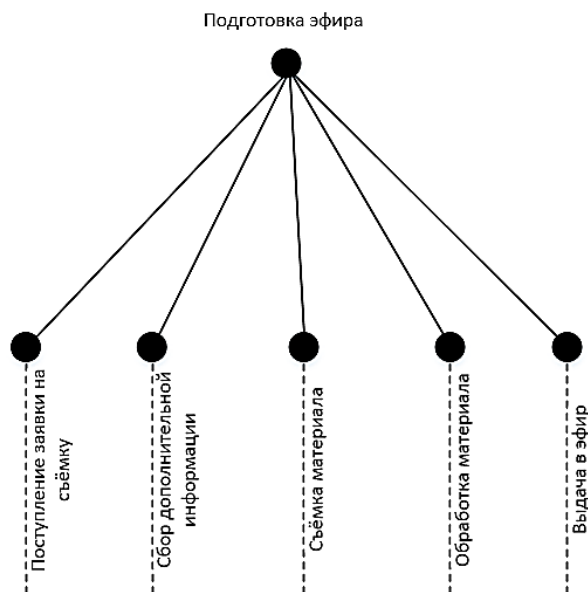 Подготовка эфира
Поступление заявки на
съёмку
Сбор дополнительной
информации
Съёмка материала
Обработка материала
Выдача в эфир